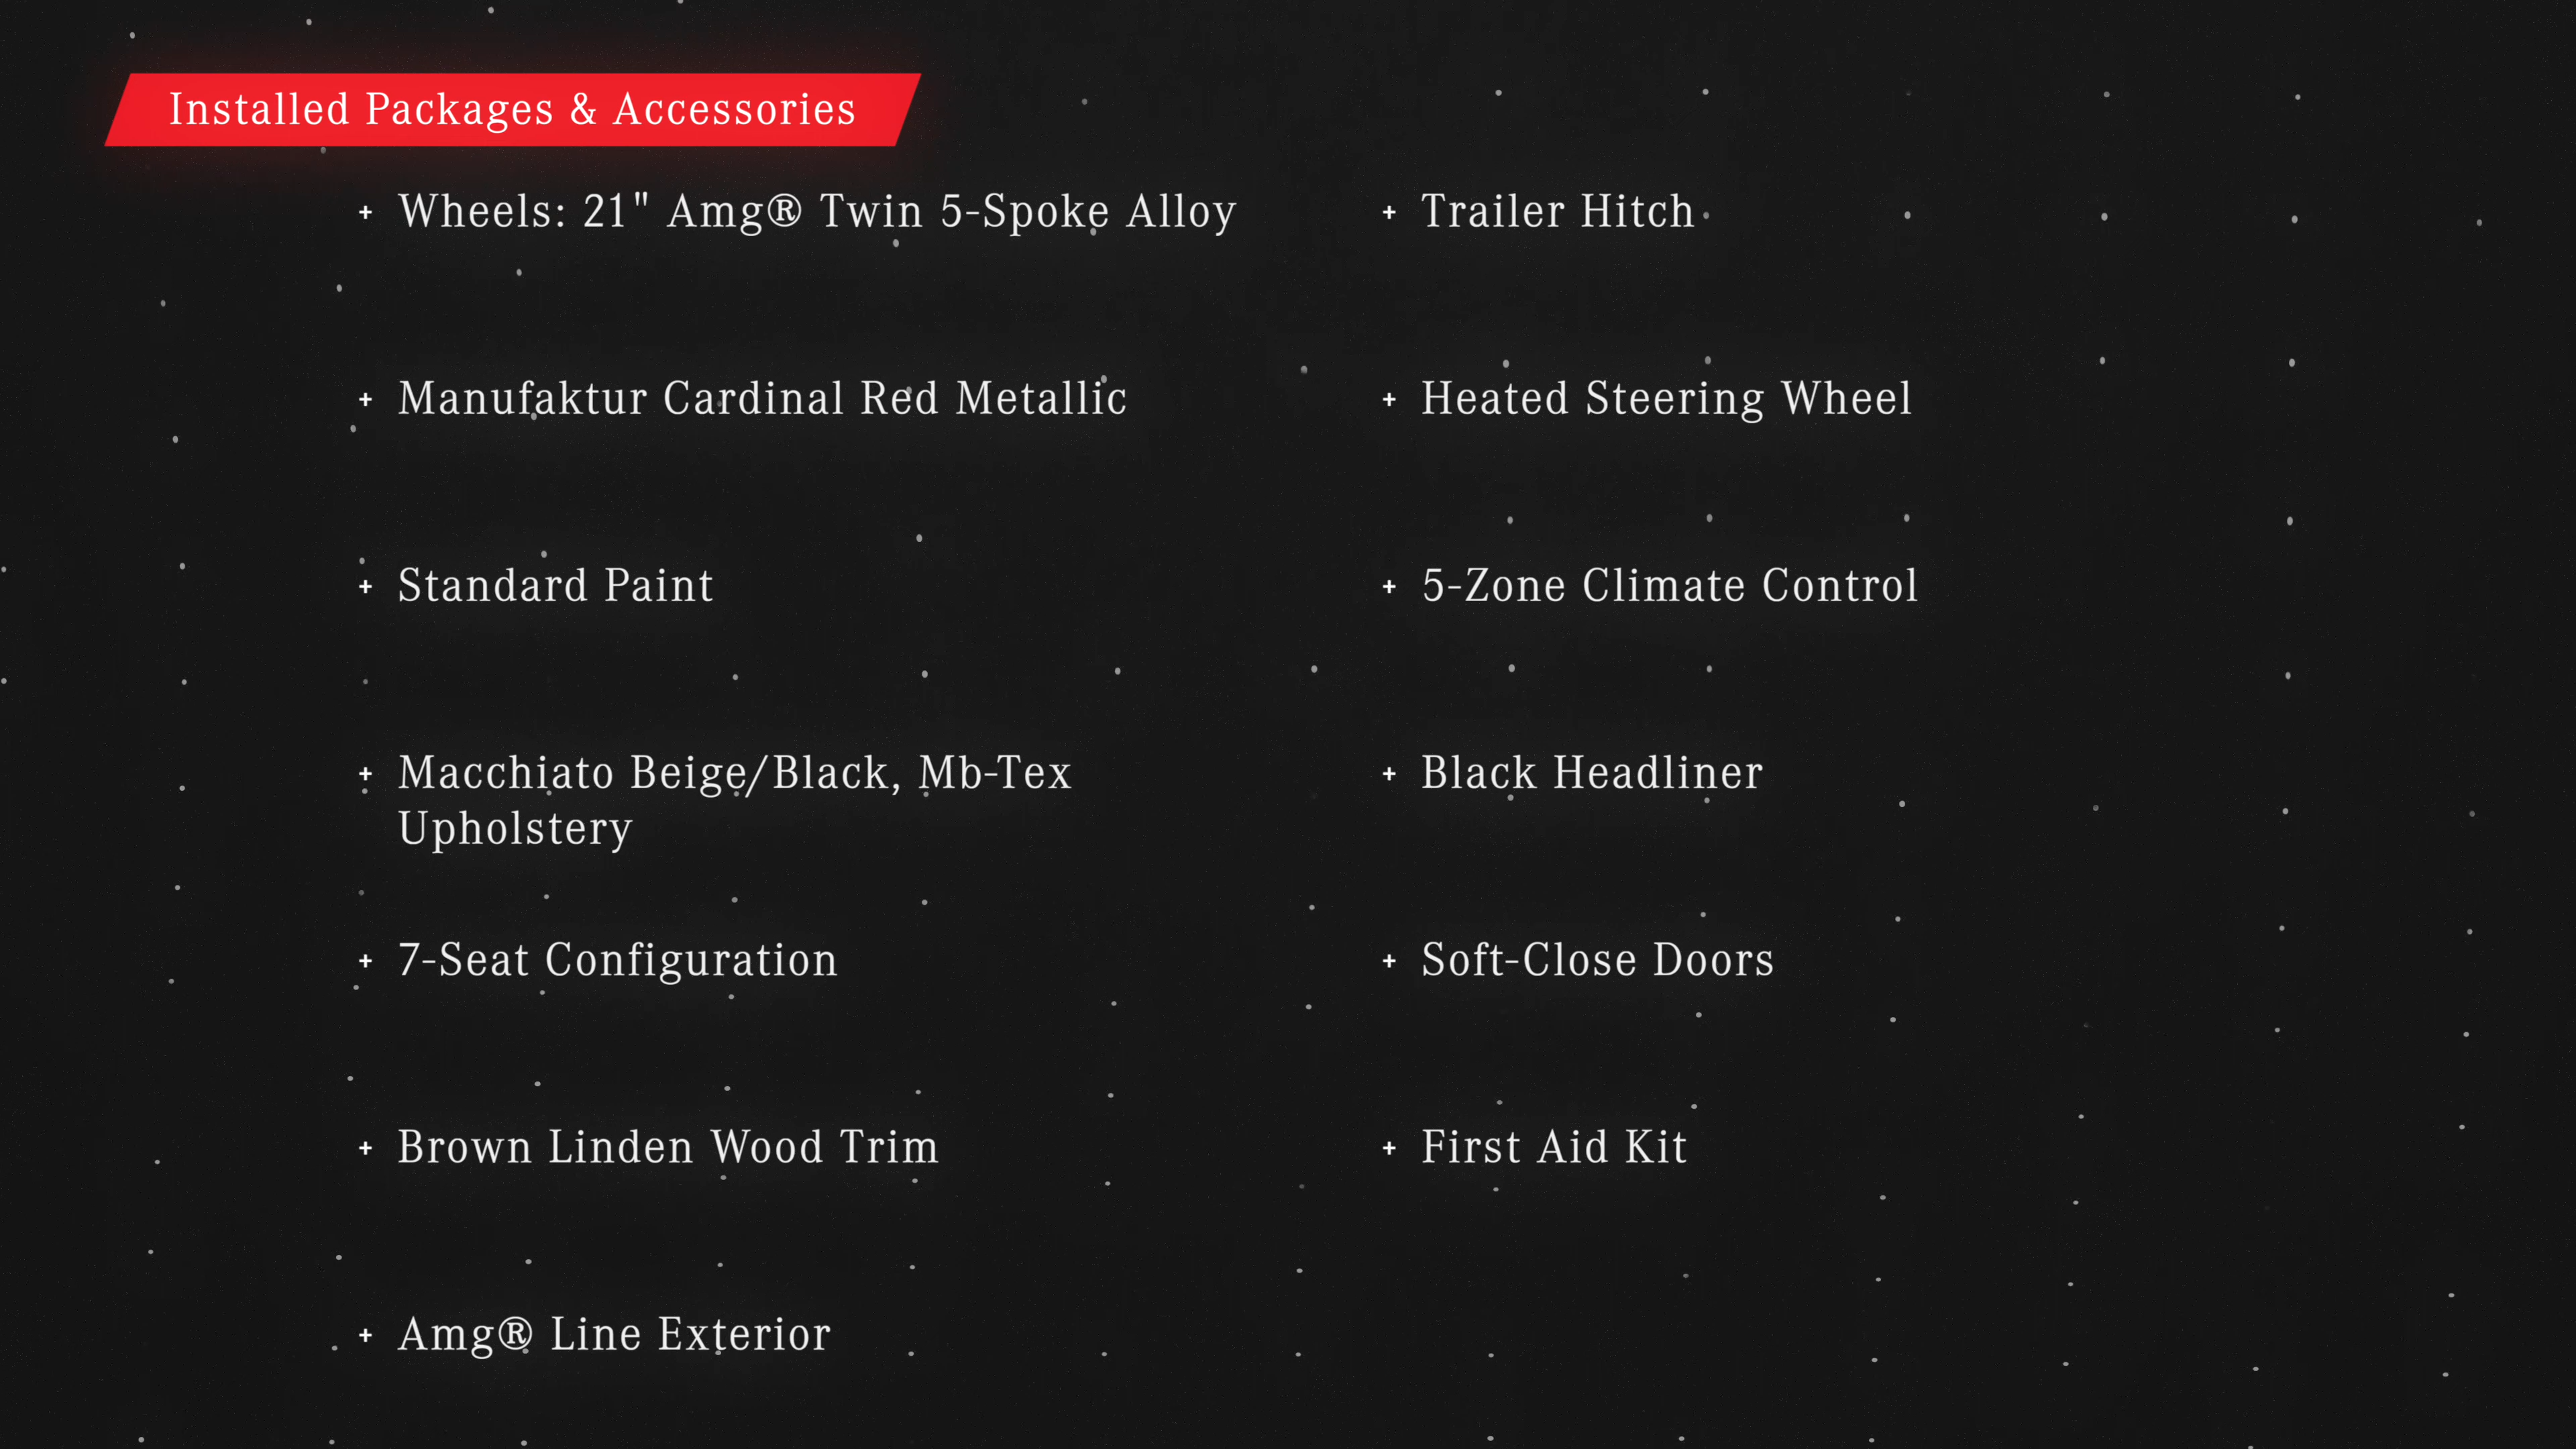 Installed Packages & Accessories
+ Wheels: 21" Amg® Twin 5-Spoke Alloy
+ Manufaktur Cardinal Red Metallic
+ Standard Paint
+ Macchiato Beige/Black, Mb-Tex
Upholstery
+ 7-Seat Configuration
+ Brown Linden Wood Trim
+ Amg® Line Exterior
+ Trailer Hitch
+ Heated Steering Wheel
+ 5-Zone Climate Control
+ Black Headliner
+ Soft-Close Doors
+ First Aid Kit